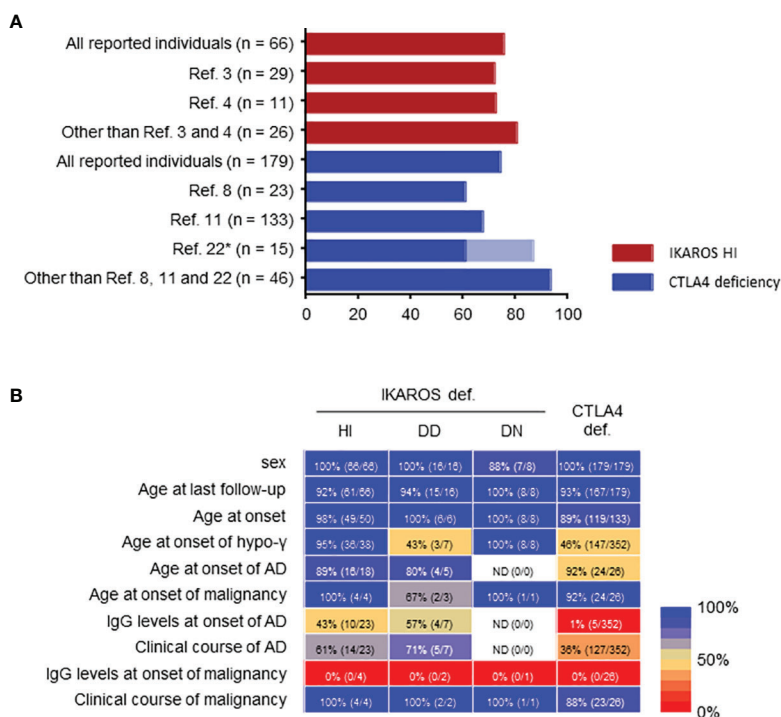 A
All reported individuals (n = 66)
Ref. 3 (n = 29)
Ref. 4 (n = 11)
Other than Ref. 3 and 4 (n = 26)
All reported individuals (n = 179)
Ref. 8 (n = 23)
Ref. 11 (n = 133)
Ref. 22* (n = 15)
Other than Ref. 8, 11 and 22 (n = 46)
0 20 40 60 80 100
IKAROS HI
CTLA4 deficiency
B
IKAROS def.
CTLA4 def.
HI DD DN
sex 100% (66/66) 100% (16/16) 88% (7/8) 100% (179/179)
Age at last follow-up 92% (61/66) 94% (15/16) 100% (8/8) 93% (167/179)
Age at onset 98% (49/50) 100% (6/6) 100% (8/8) 89% (119/133)
Age at onset of hypo-γ 95% (36/38) 43% (3/7) 100% (8/8) 46% (147/352)
Age at onset of AD 89% (16/18) 80% (4/5) ND (0/0) 92% (24/26)
Age at onset of malignancy 100% (4/4) 67% (2/3) 100% (1/1) 92% (24/26)
IgG levels at onset of AD 43% (10/23) 57% (4/7) ND (0/0) 1% (5/352)
Clinical course of AD 61% (14/23) 71% (5/7) ND (0/0) 36% (127/352)
IgG levels at onset of malignancy 0% (0/4) 0% (0/2) 0% (0/1) 0% (0/26)
Clinical course of malignancy 100% (4/4) 100% (2/2) 100% (1/1) 88% (23/26)
100%
50%
0%